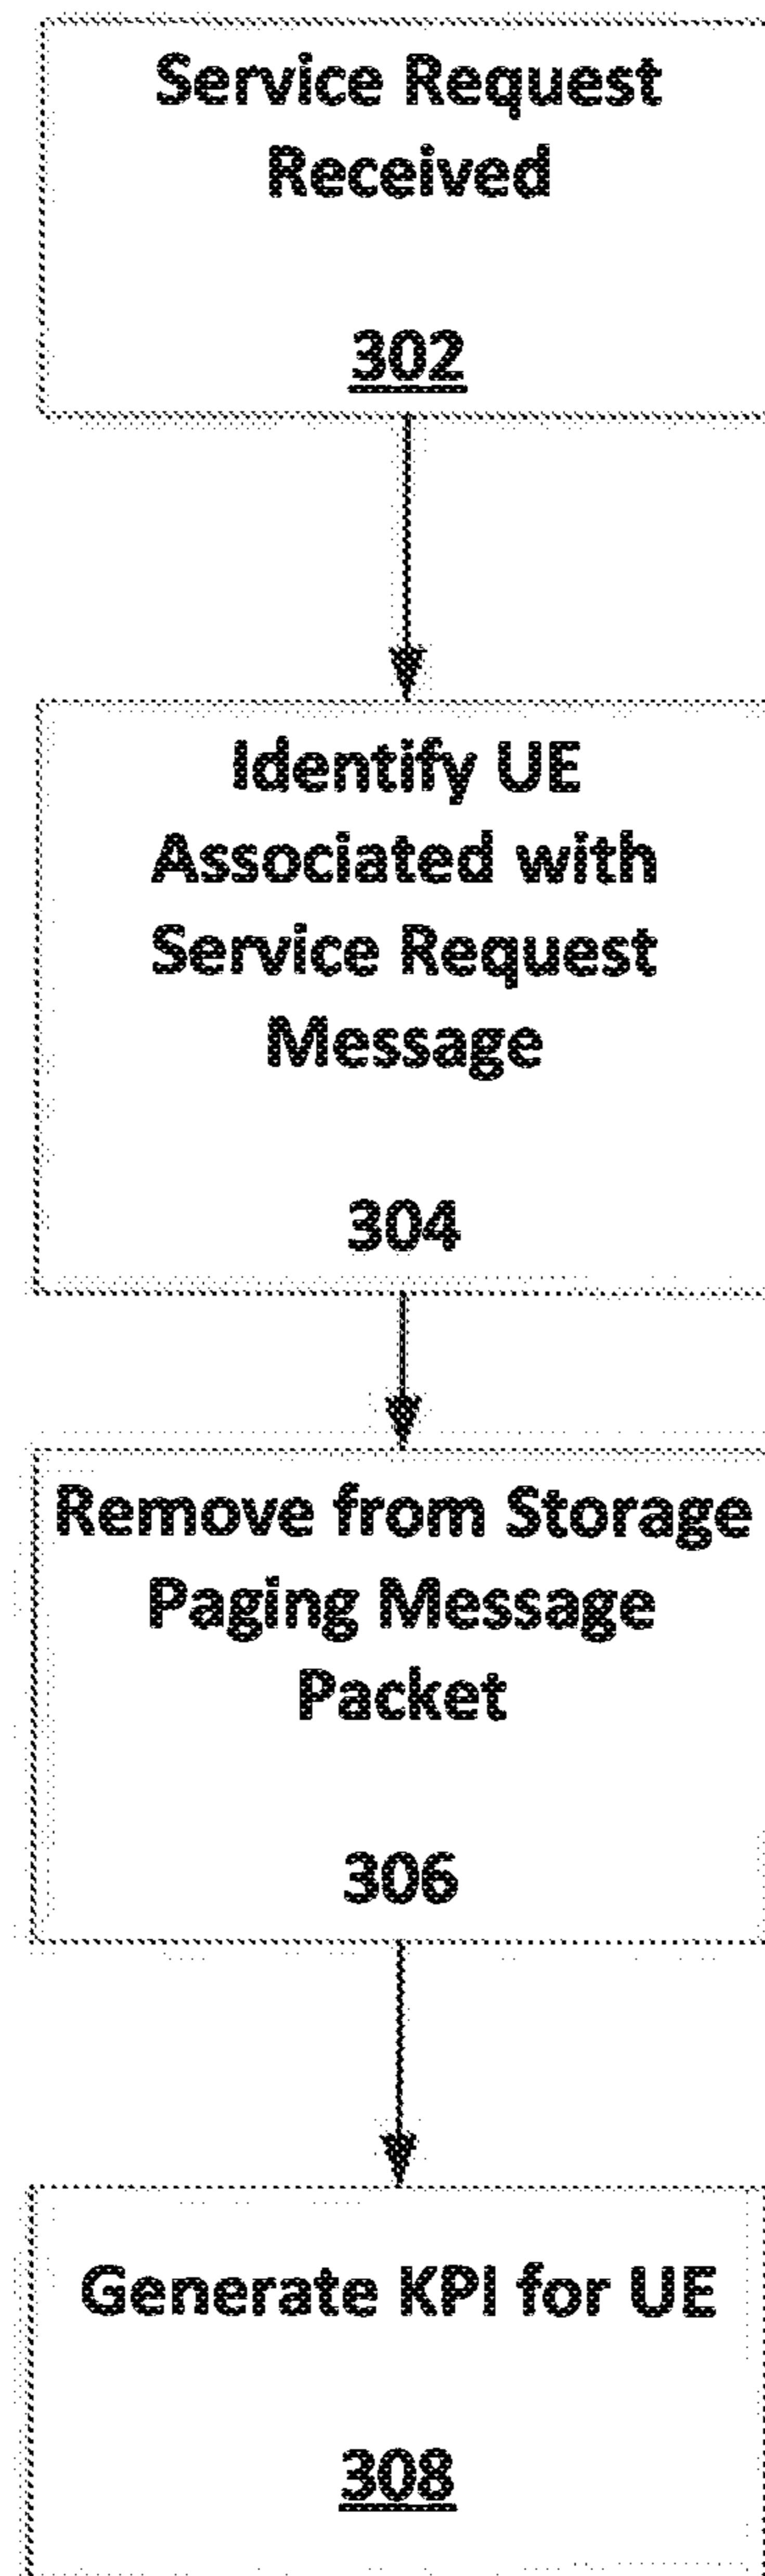 Service Request
Received
302
Identify UE
Associated with
Service Request
Message
304
Remove from Storage
Paging Message
Packet
306
Generate KPI for UE
308